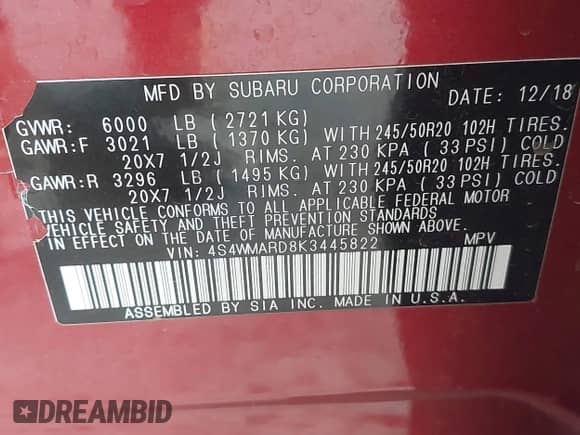 MFD BY SUBARU CORPORATION DATE: 12/18
GVWR: 6000 LB ( 2721 KG)
GAWR:F 3021 LB ( 1370 KG) WITH 245/50R20 102H TIRES.
20X7 1/2J RIMS. AT 230 KPA ( 33 PSI) COLD
GAWR:R 3296 LB ( 1495 KG) WITH 245/50R20 102H TIRES.
20X7 1/2J RIMS. AT 230 KPA ( 33 PSI) COLD
THIS VEHICLE CONFORMS TO ALL APPLICABLE FEDERAL MOTOR
VEHICLE SAFETY AND THEFT PREVENTION STANDARDS
IN EFFECT ON THE DATE OF MANUFACTURE SHOWN ABOVE.
VIN: 4S4WMARD8K3445822 MPV
ASSEMBLED BY SIA INC. MADE IN U.S.A.
DREAMBID